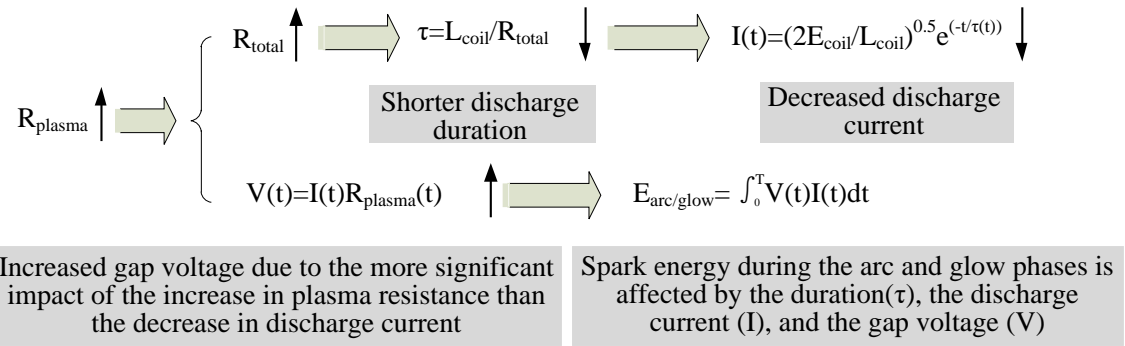 R_total τ=L_coil/R_total I(t)=(2E_coil/L_coil)^0.5 e^(-t/τ(t))
R_plasma
Shorter discharge
duration
Decreased discharge
current
V(t)=I(t)R_plasma(t) E_arc/glow= ∫_0^T V(t)I(t)dt
Increased gap voltage due to the more significant
impact of the increase in plasma resistance than
the decrease in discharge current
Spark energy during the arc and glow phases is
affected by the duration(τ), the discharge
current (I), and the gap voltage (V)